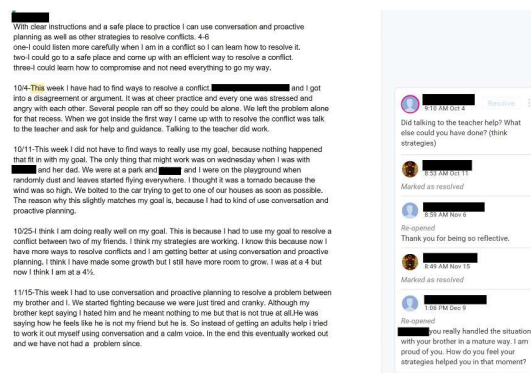 With clear instructions and a safe place to practice I can use conversation and proactive
planning as well as other strategies to resolve conflicts. 4-6
one-I could listen more carefully when I am in a conflict so I can learn how to resolve it.
two-I could go to a safe place and come up with an efficient way to resolve a conflict.
three-I could learn how to compromise and not need everything to go my way.
10/4-This week I have had to find ways to resolve a conflict. and I got
into a disagreement or argument. It was at cheer practice and every one was stressed and
angry with each other. Several people ran off so they could be alone. We left the problem alone
for that recess. When we got inside the first way I came up with to resolve the conflict was talk
to the teacher and ask for help and guidance. Talking to the teacher did work.
10/11-This week I did not have to find ways to really use my goal, because nothing happened
that fit in with my goal. The only thing that might work was on wednesday when I was with
and her dad. We were at a park and and I were on the playground when
randomly dust and leaves started flying everywhere. I thought it was a tornado because the
wind was so high. We bolted to the car trying to get to one of our houses as soon as possible.
The reason why this slightly matches my goal is, because I had to kind of use conversation and
proactive planning.
10/25-I think I am doing really well on my goal. This is because I had to use my goal to resolve a
conflict between two of my friends. I think my strategies are working. I know this because now I
have more ways to resolve conflicts and I am getting better at using conversation and proactive
planning. I think I have made some growth but I still have more room to grow. I was at a 4 but
now I think I am at a 4½.
11/15-This week I had to use conversation and proactive planning to resolve a problem between
my brother and I. We started fighting because we were just tired and cranky. Although my
brother kept saying I hated him and he meant nothing to me but that is not true at all.He was
saying how he feels like he is not my friend but he is. So instead of getting an adults help i tried
to work it out myself using conversation and a calm voice. In the end this eventually worked out
and we have not had a problem since.
9:10 AM Oct 4
Resolve
Did talking to the teacher help? What
else could you have done? (think
strategies)
8:53 AM Oct 11
Marked as resolved
8:59 AM Nov 6
Re-opened
Thank you for being so reflective.
8:49 AM Nov 15
Marked as resolved
1:06 PM Dec 9
Re-opened
you really handled the situation
with your brother in a mature way. I am
proud of you. How do you feel your
strategies helped you in that moment?